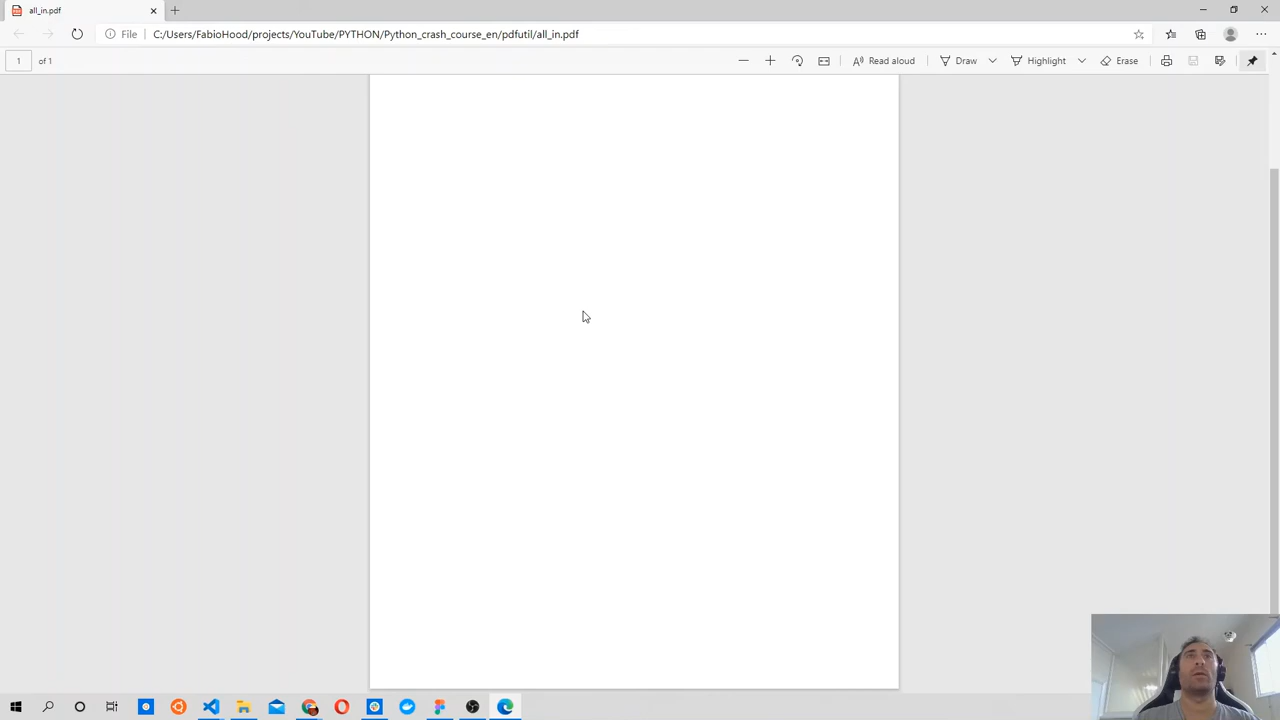 all_in.pdf
File
C:/Users/FabioHood/projects/YouTube/PYTHON/Python_crash_course_en/pdfutil/all_in.pdf
1 of 1
Read aloud
Draw
Highlight
Erase